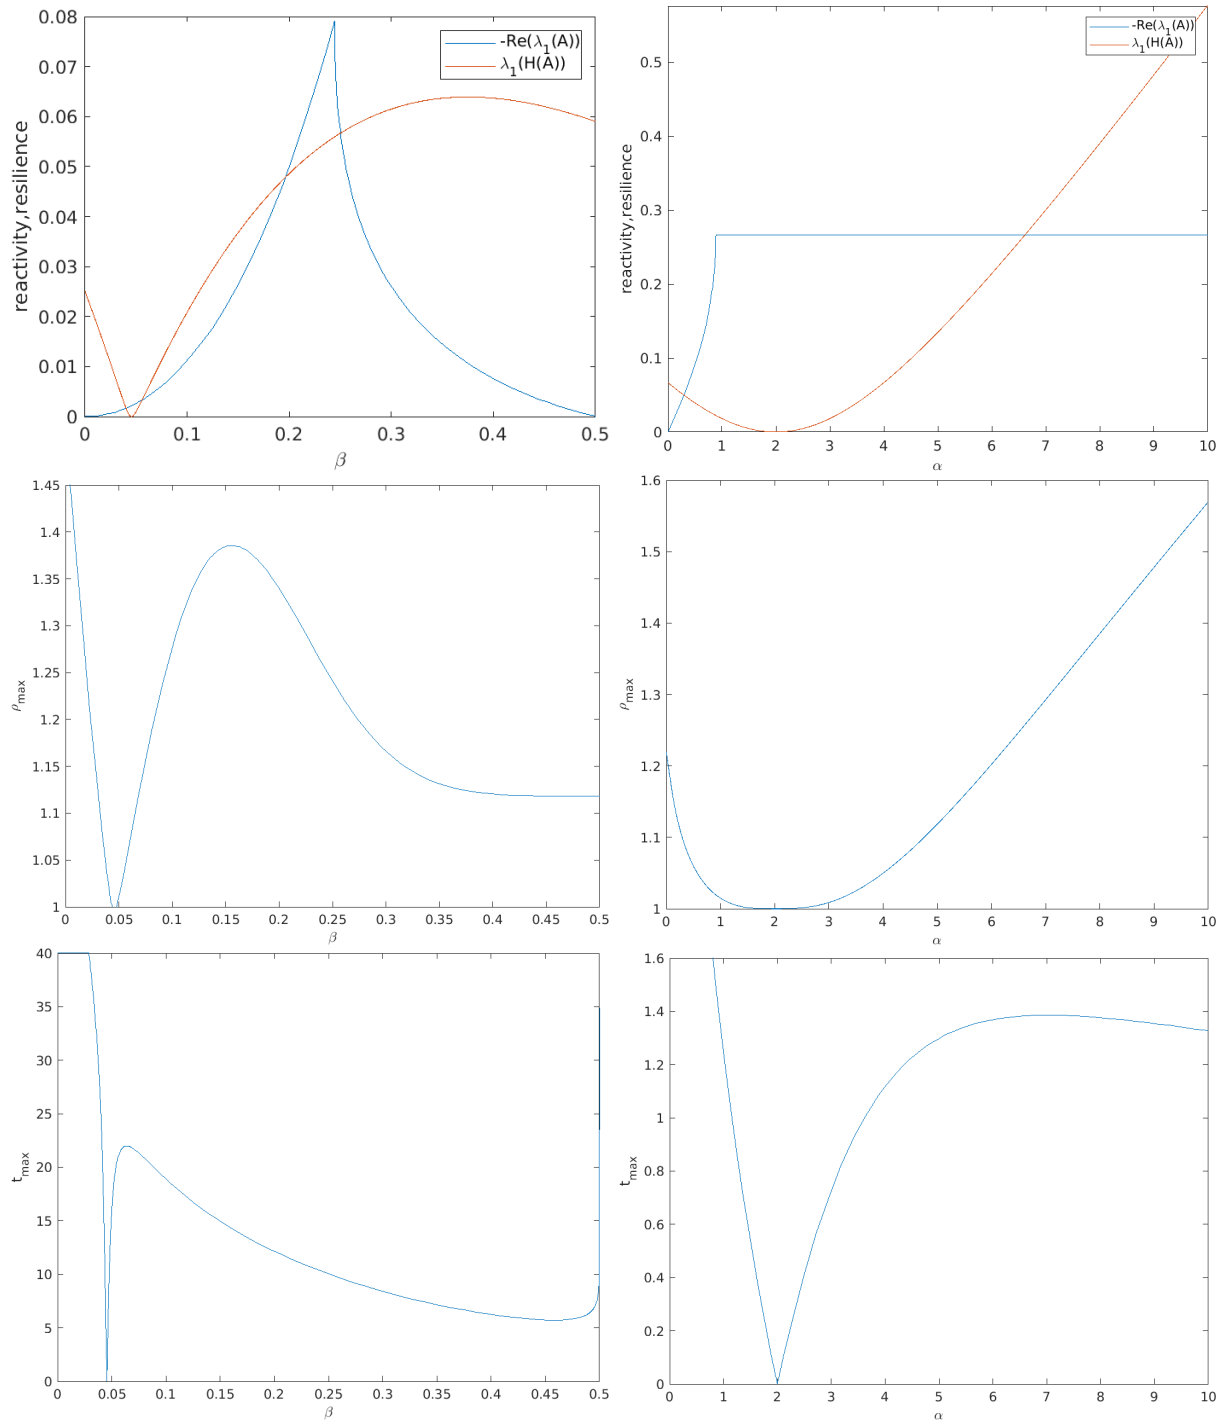 0.08
0.07
0.06
0.05
0.04
0.03
0.02
0.01
0
reactivity,resilience
-Re(λ1(A))
λ1(H(A))
0 0.1 0.2 0.3 0.4 0.5
β
0.5
0.4
0.3
0.2
0.1
0
reactivity,resilience
-Re(λ1(A))
λ1(H(A))
0 1 2 3 4 5 6 7 8 9 10
α
1.45
1.4
1.35
1.3
1.25
1.2
1.15
1.1
1.05
1
ρmax
0 0.05 0.1 0.15 0.2 0.25 0.3 0.35 0.4 0.45 0.5
β
1.6
1.5
1.4
1.3
1.2
1.1
1
ρmax
0 1 2 3 4 5 6 7 8 9 10
α
40
35
30
25
20
15
10
5
0
tmax
0 0.05 0.1 0.15 0.2 0.25 0.3 0.35 0.4 0.45 0.5
β
1.6
1.4
1.2
1
0.8
0.6
0.4
0.2
0
tmax
0 1 2 3 4 5 6 7 8 9 10
α